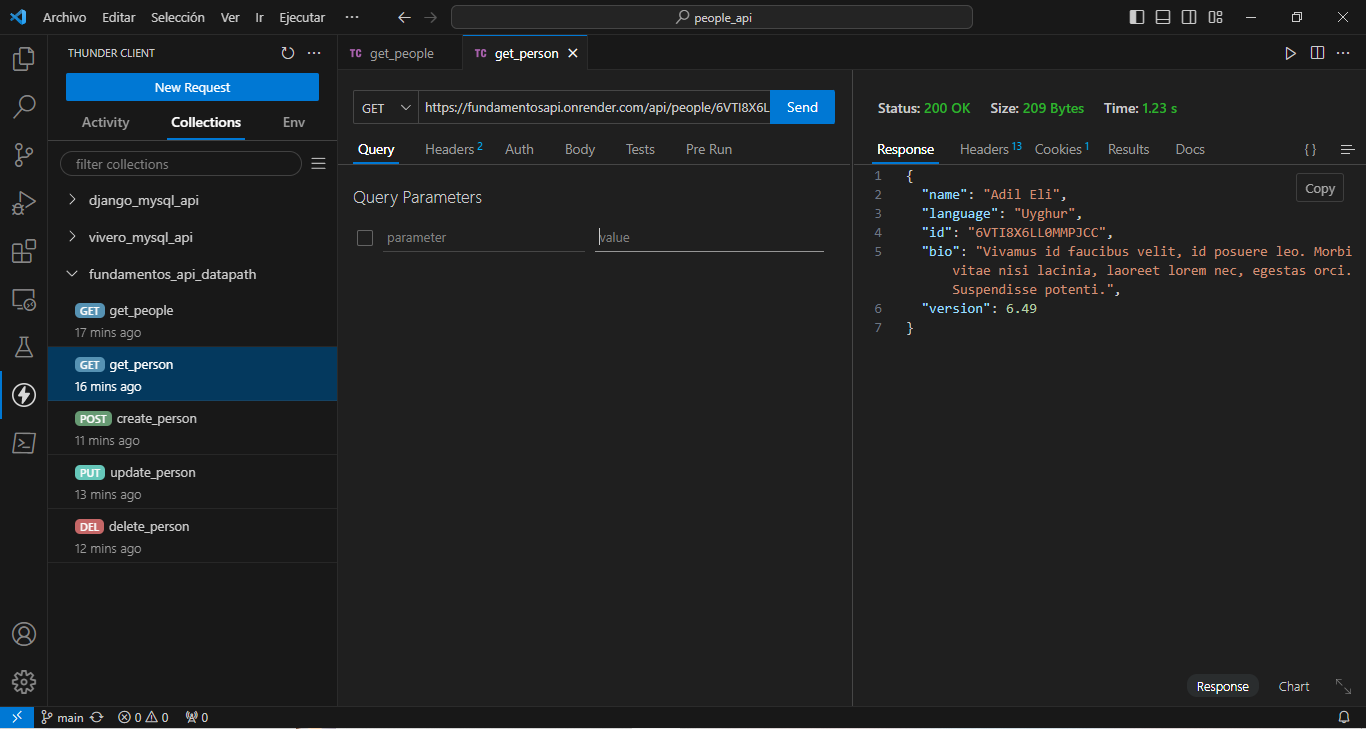 Archivo Editar Selección Ver Ir Ejecutar ··· people_api
THUNDER CLIENT ···
New Request
Activity Collections Env
filter collections
django_mysql_api
vivero_mysql_api
fundamentos_api_datapath
GET get_people
17 mins ago
GET get_person
16 mins ago
POST create_person
11 mins ago
PUT update_person
13 mins ago
DEL delete_person
12 mins ago
TC get_people TC get_person
GET https://fundamentosapi.onrender.com/api/people/6VTI8X6L Send
Query Headers 2 Auth Body Tests Pre Run
Query Parameters
parameter value
Status: 200 OK Size: 209 Bytes Time: 1.23 s
Response Headers 13 Cookies 1 Results Docs { }
Copy
1 {
2 "name": "Adil Eli",
3 "language": "Uyghur",
4 "id": "6VTI8X6LL0MMPJCC",
5 "bio": "Vivamus id faucibus velit, id posuere leo. Morbi
vitae nisi lacinia, laoreet lorem nec, egestas orci.
Suspendisse potenti.",
6 "version": 6.49
7 }
Response Chart
main 0 0 0